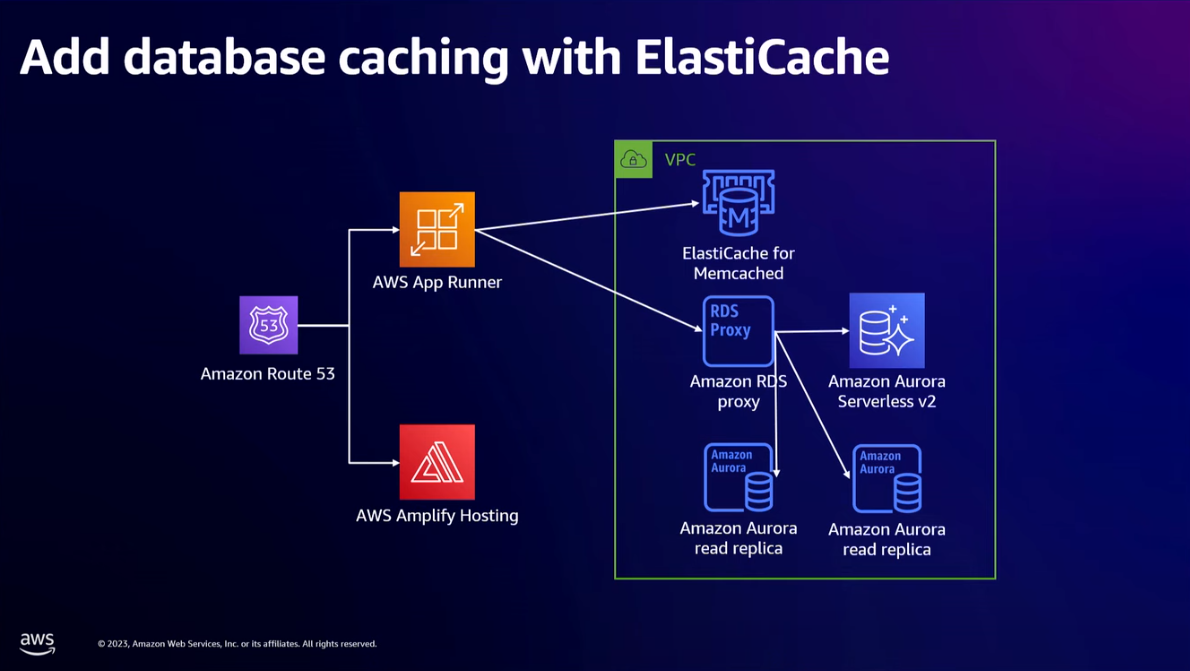 Add database caching with ElastiCache
VPC
M
ElastiCache for
Memcached
AWS App Runner
RDS
Proxy
53
Amazon Route 53
Amazon RDS
proxy
Amazon Aurora
Serverless v2
Amazon
Aurora
Amazon
Aurora
AWS Amplify Hosting
Amazon Aurora
read replica
Amazon Aurora
read replica
aws
© 2023, Amazon Web Services, Inc. or its affiliates. All rights reserved.